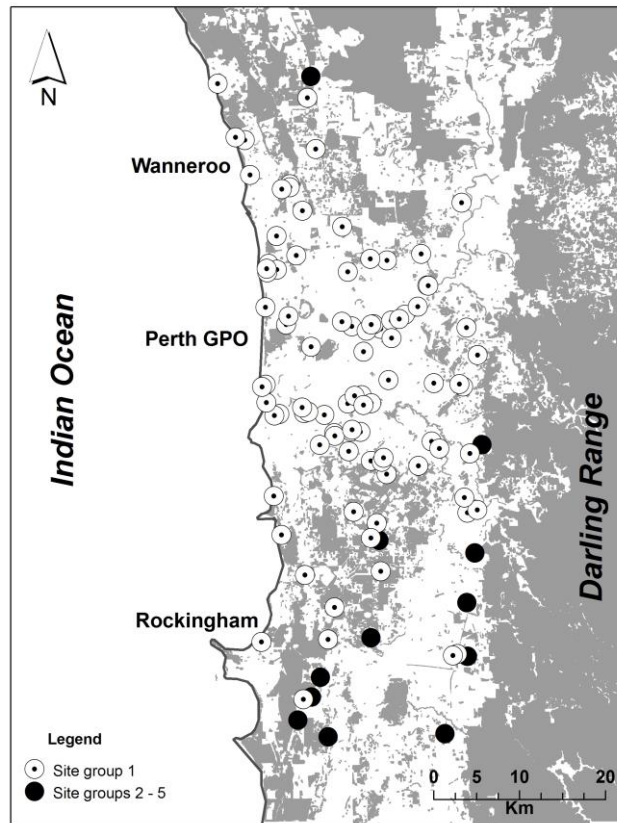 N
Wanneroo
Perth GPO
Indian Ocean
Darling Range
Rockingham
Legend
Site group 1
Site groups 2 - 5
0 5 10 20
Km